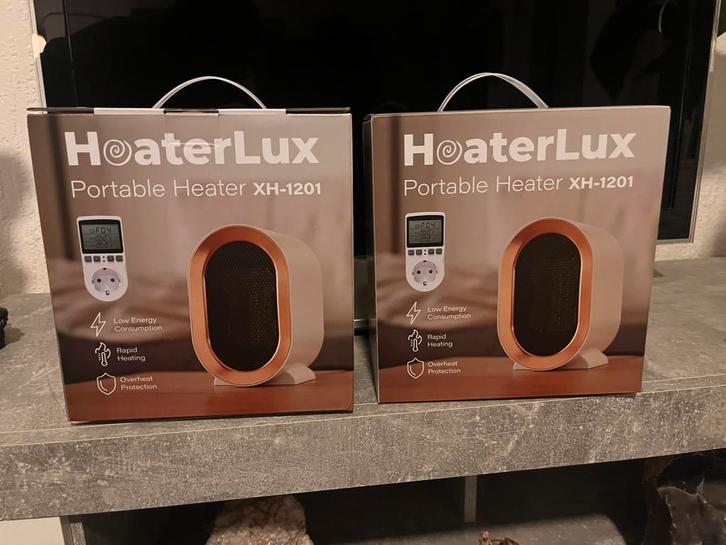 HeaterLux
Portable Heater XH-1201
Low Energy
Consumption
Rapid
Heating
Overheat
Protection
HeaterLux
Portable Heater XH-1201
Low Energy
Consumption
Rapid
Heating
Overheat
Protection